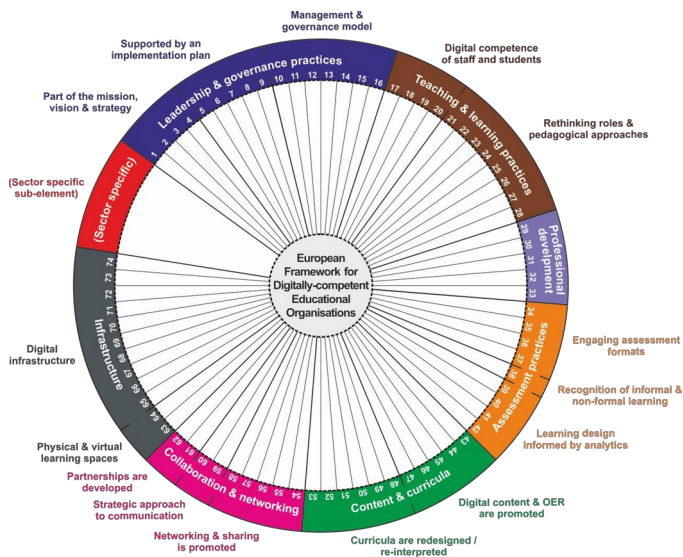 Management &
governance model
Supported by an
implementation plan
Part of the mission,
vision & strategy
Leadership & governance practices
1 2 3 4 5 6 7 8 9 10 11 12 13 14 15 16
Digital competence
of staff and students
Rethinking roles &
pedagogical approaches
Teaching & learning practices
17 18 19 20 21 22 23 24 25 26 27 28
Professional
develpment
29 30 31 32 33
Engaging assessment
formats
Recognition of informal &
non-formal learning
Learning design
informed by analytics
Assessment practices
34 35 36 37 38 39 40 41 42
Digital content & OER
are promoted
Curricula are redesigned /
re-interpreted
Content & curricula
43 44 45 46 47 48 49 50 51 52 53
Networking & sharing
is promoted
Strategic approach
to communication
Partnerships are
developed
Collaboration & networking
54 55 56 57 58 59 60 61 62
Physical & virtual
learning spaces
Digital
infrastructure
Infrastructure
63 64 65 66 67 68 69 70 71 72 73 74
(Sector specific
sub-element)
(Sector specific)
European
Framework for
Digitally-competent
Educational
Organisations